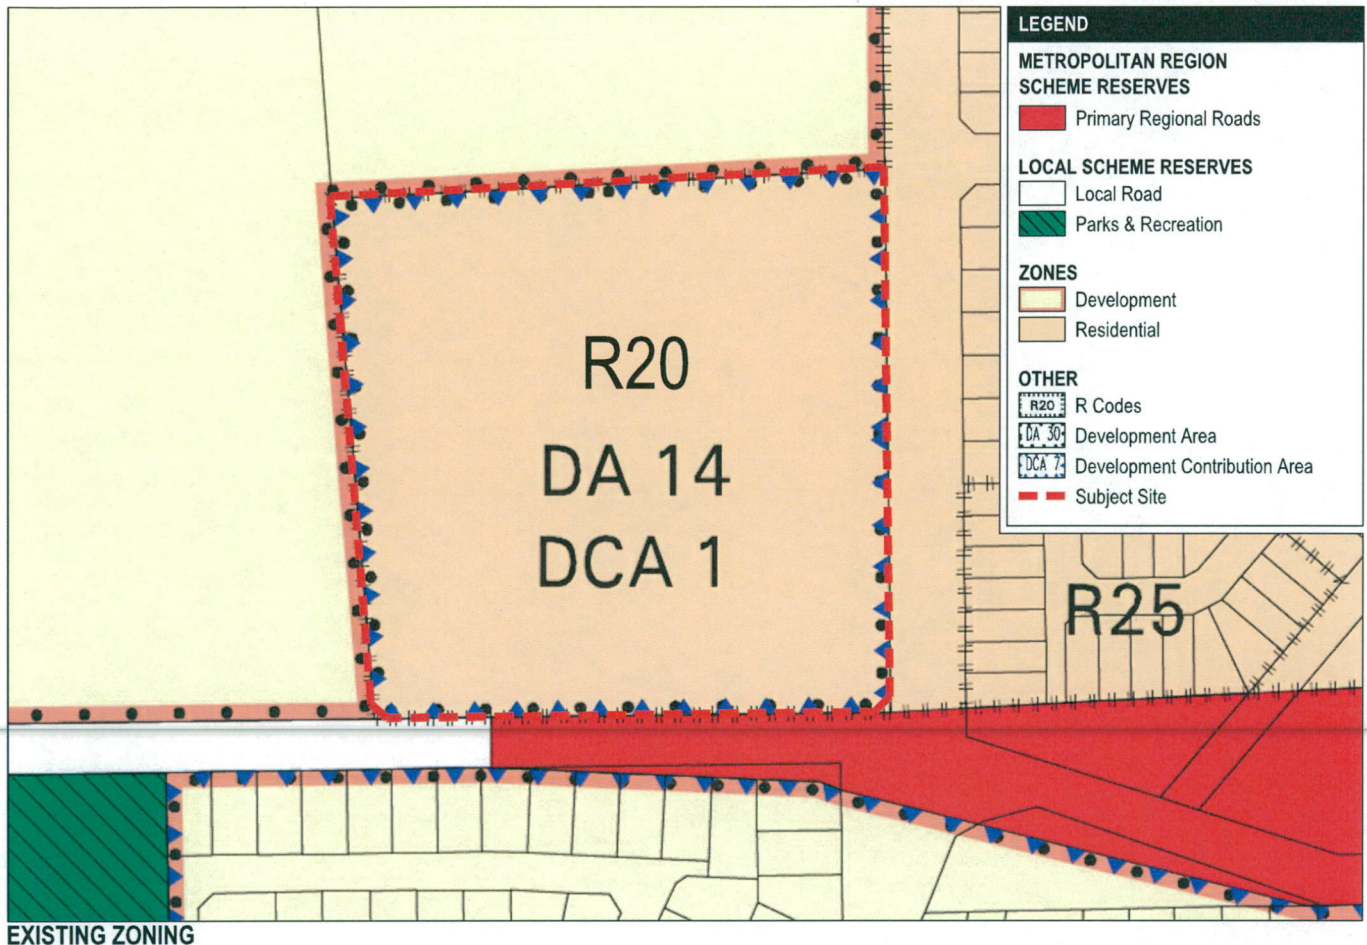 R20
DA 14
DCA 1
R25
LEGEND
METROPOLITAN REGION
SCHEME RESERVES
Primary Regional Roads
LOCAL SCHEME RESERVES
Local Road
Parks & Recreation
ZONES
Development
Residential
OTHER
R20 R Codes
DA 30 Development Area
DCA 7 Development Contribution Area
Subject Site
EXISTING ZONING